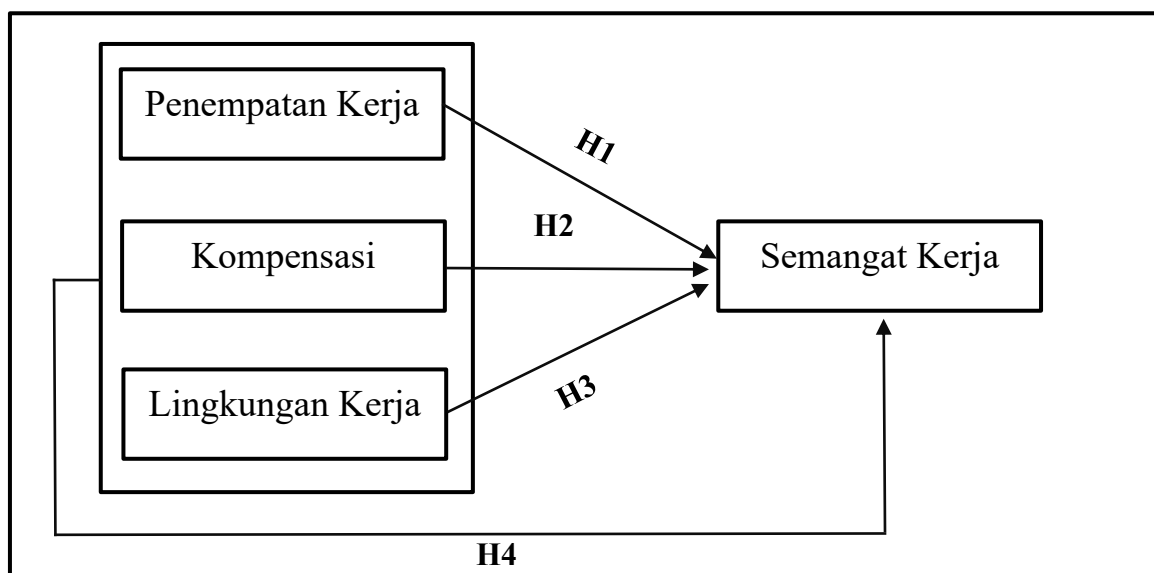 Penempatan Kerja
H1
H2
Kompensasi
Semangat Kerja
Lingkungan Kerja
H3
H4